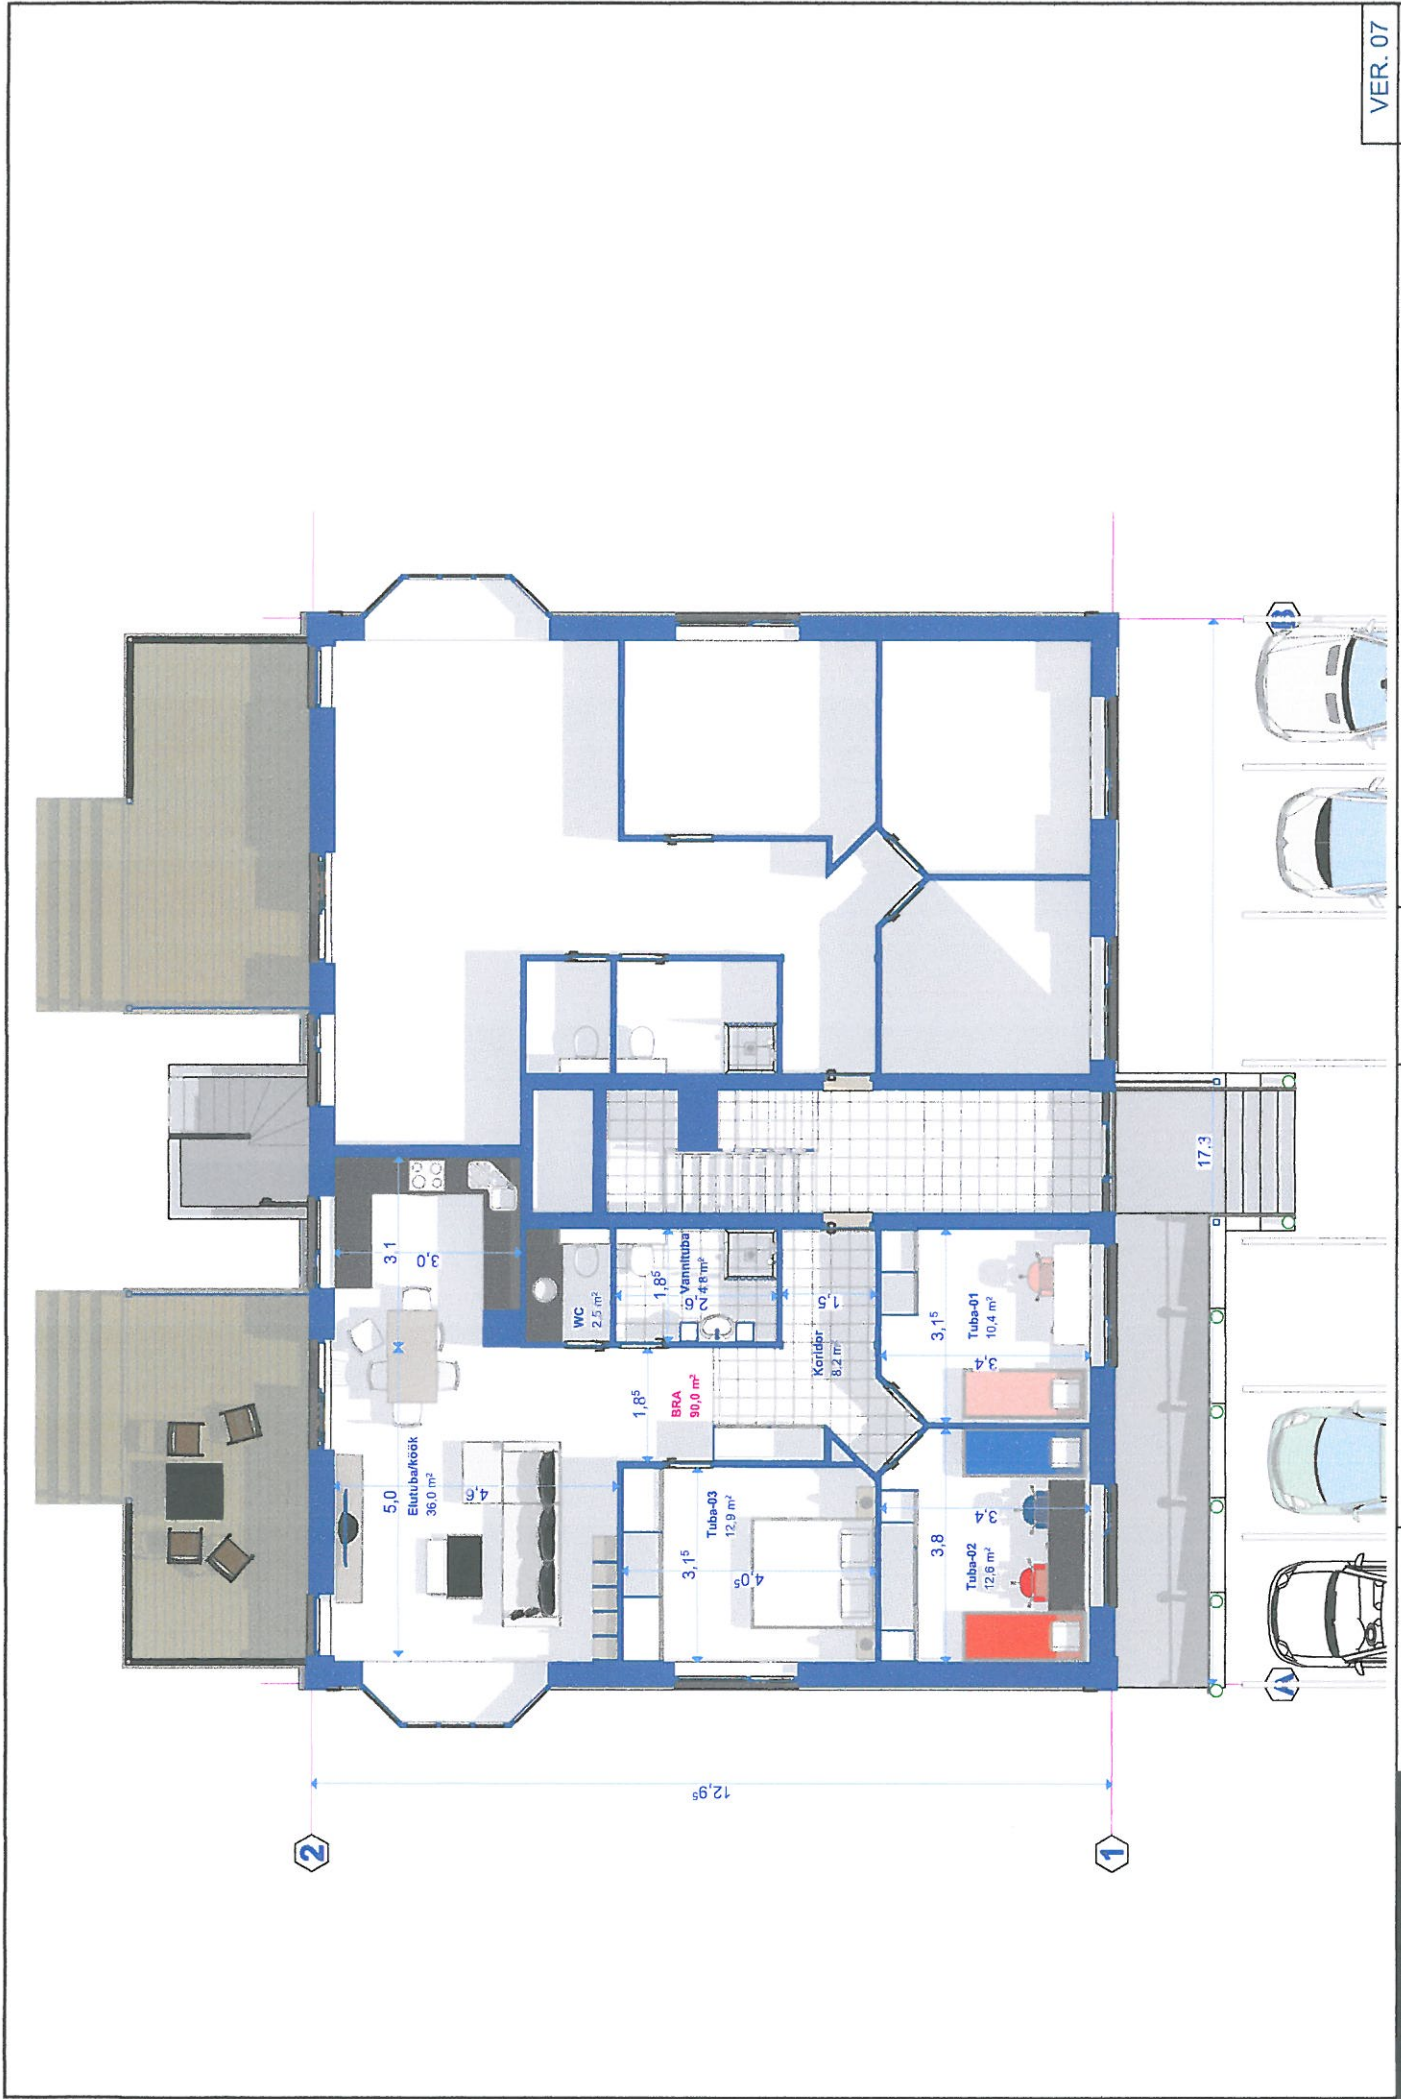 VER. 07
B
17,3
A
2
1
12,9⁵
3,1
3,0
5,0
Elutuba/köök
36,0 m²
4,6
WC
2,5 m²
1,8⁵
Vannituba
4,8 m²
2,6
1,8⁵
BRA
90,0 m²
Koridor
8,2 m²
1,5
3,1⁵
Tuba-01
10,4 m²
3,4
3,1⁵
Tuba-03
12,9 m²
4,0⁵
3,8
Tuba-02
12,6 m²
3,4